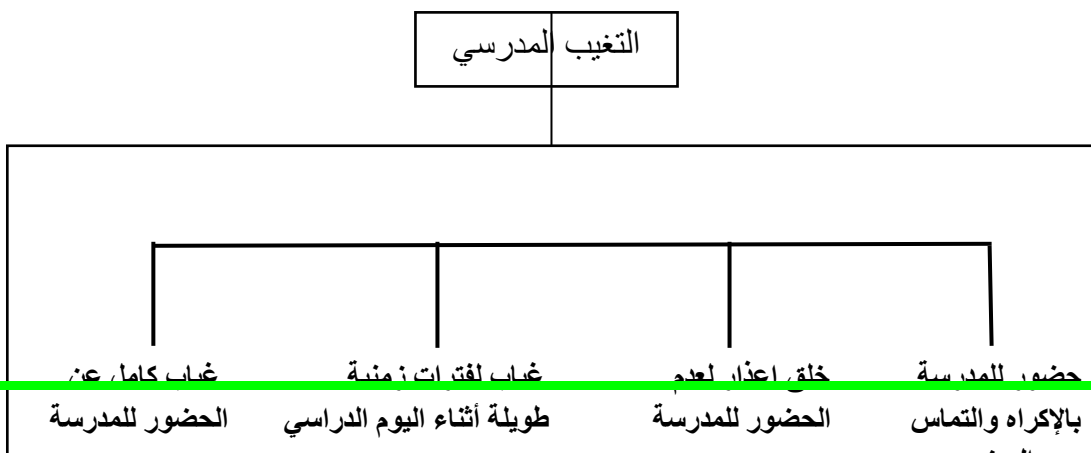 التغيب المدرسي
حضور للمدرسة
بالإكراه والتماس
خلق اعذار لعدم
الحضور للمدرسة
غياب لفترات زمنية
طويلة أثناء اليوم الدراسي
غياب كامل عن
الحضور للمدرسة